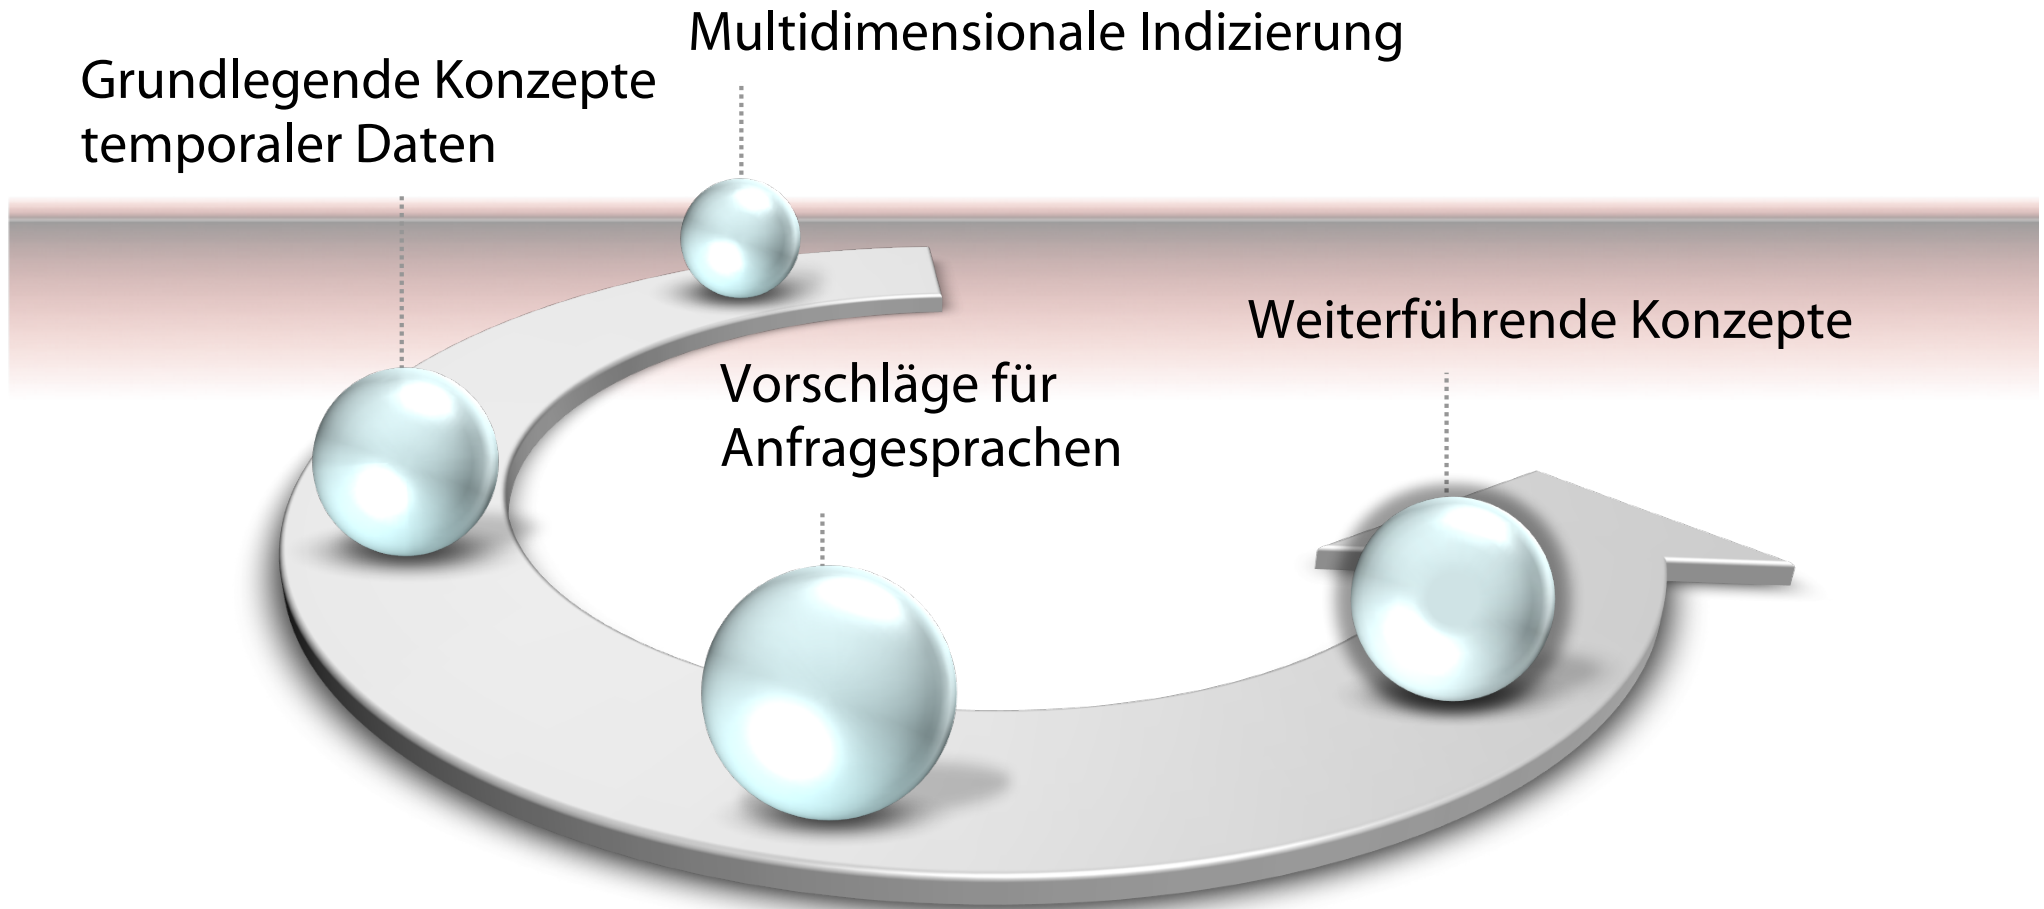 Multidimensionale Indizierung
Grundlegende Konzepte
temporaler Daten
Weiterführende Konzepte
Vorschläge für
Anfragesprachen